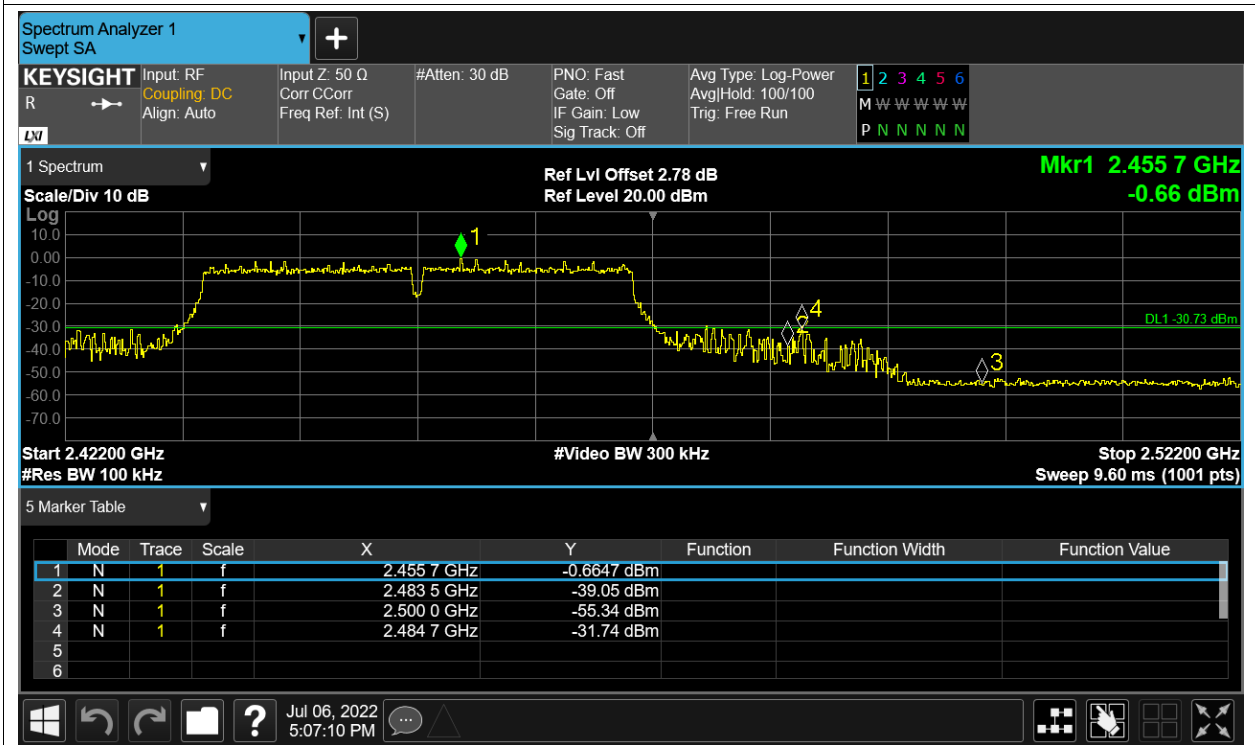 Spectrum Analyzer 1
Swept SA
+
KEYSIGHT Input: RF Input Z: 50 Ω #Atten: 30 dB PNO: Fast Avg Type: Log-Power 1 2 3 4 5 6
R Coupling: DC Corr CCorr Gate: Off Avg|Hold: 100/100 M W W W W W
Align: Auto Freq Ref: Int (S) IF Gain: Low Trig: Free Run
LXI Sig Track: Off P N N N N N
1 Spectrum Ref Lvl Offset 2.78 dB Mkr1 2.455 7 GHz
Scale/Div 10 dB Ref Level 20.00 dBm -0.66 dBm
Log
10.0
1
0.00
-10.0
-20.0
4
-30.0 2 DL1 -30.73 dBm
-40.0
3
-50.0
-60.0
-70.0
Start 2.42200 GHz #Video BW 300 kHz Stop 2.52200 GHz
#Res BW 100 kHz Sweep 9.60 ms (1001 pts)
5 Marker Table
Mode Trace Scale X Y Function Function Width Function Value
1 N 1 f 2.455 7 GHz -0.6647 dBm
2 N 1 f 2.483 5 GHz -39.05 dBm
3 N 1 f 2.500 0 GHz -55.34 dBm
4 N 1 f 2.484 7 GHz -31.74 dBm
5
6
? Jul 06, 2022
5:07:10 PM